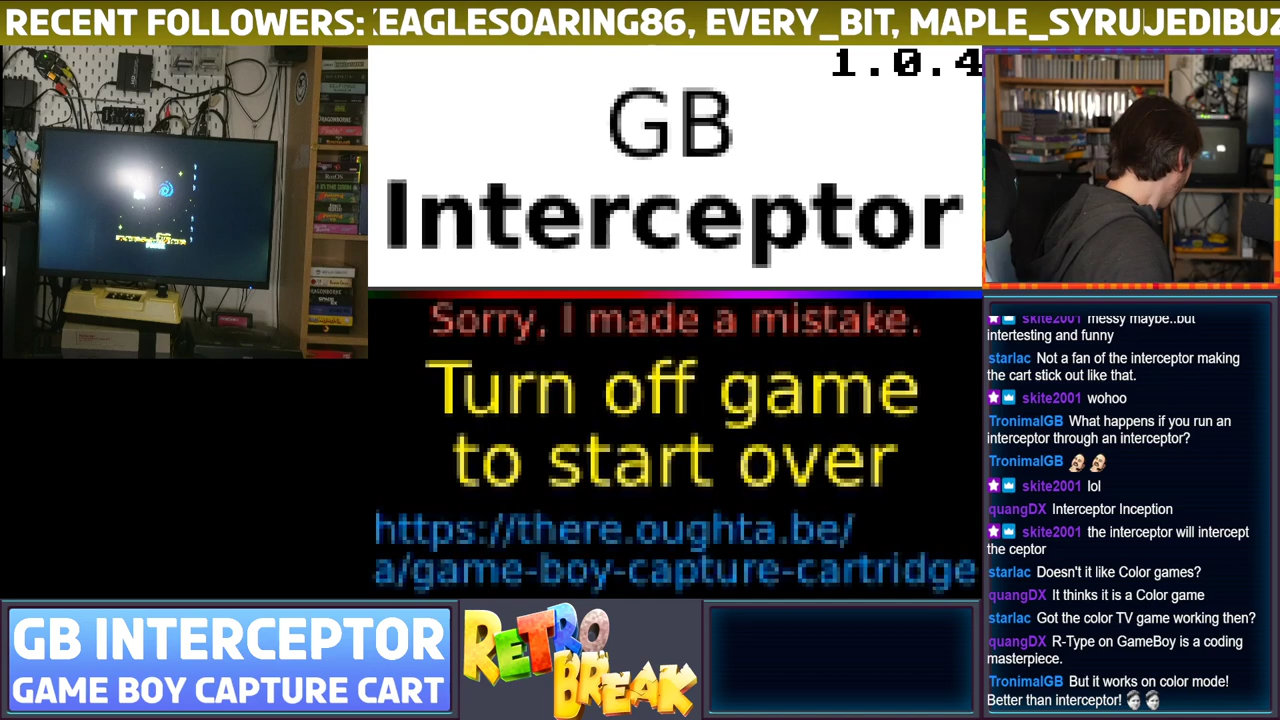 RECENT FOLLOWERS: EAGLESOARING86, EVERY_BIT, MAPLE_SYRUJEDIBUZ
1.0.4
GB
Interceptor
Sorry, I made a mistake.
Turn off game
to start over
https://there.oughta.be/
a/game-boy-capture-cartridge
skite2001 messy maybe..but
intertesting and funny
starlac Not a fan of the interceptor making
the cart stick out like that.
skite2001 wohoo
TronimalGB What happens if you run an
interceptor through an interceptor?
TronimalGB
skite2001 lol
quangDX Interceptor Inception
skite2001 the interceptor will intercept
the ceptor
starlac Doesn't it like Color games?
quangDX It thinks it is a Color game
starlac Got the color TV game working then?
quangDX R-Type on GameBoy is a coding
masterpiece.
TronimalGB But it works on color mode!
Better than interceptor!
GB INTERCEPTOR
GAME BOY CAPTURE CART
RETRO
BREAK